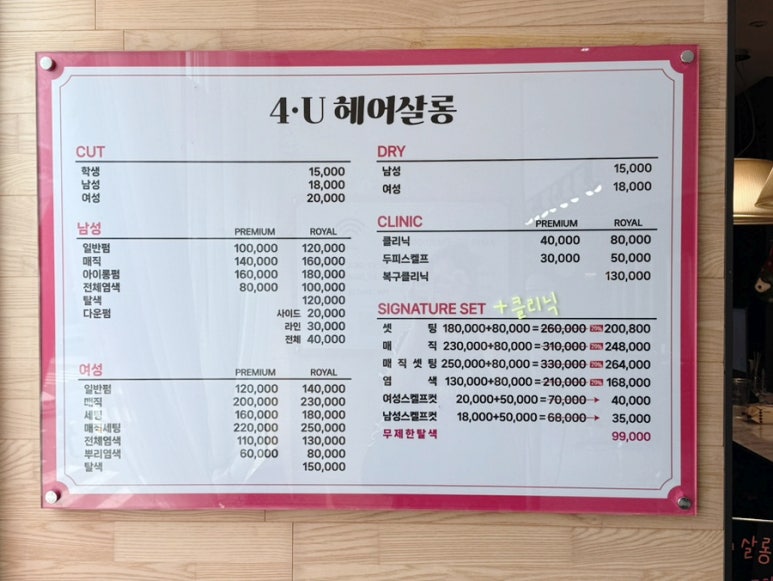 4·U 헤어살롱
CUT
학생 15,000
남성 18,000
여성 20,000
남성 PREMIUM ROYAL
일반펌 100,000 120,000
매직 140,000 160,000
아이롱펌 160,000 180,000
전체염색 80,000 100,000
탈색 120,000
다운펌 사이드 20,000
라인 30,000
전체 40,000
여성 PREMIUM ROYAL
일반펌 120,000 140,000
매직 200,000 230,000
세팅 160,000 180,000
매직세팅 220,000 250,000
전체염색 110,000 130,000
뿌리염색 60,000 80,000
탈색 150,000
DRY
남성 15,000
여성 18,000
CLINIC PREMIUM ROYAL
클리닉 40,000 80,000
두피스켈프 30,000 50,000
복구클리닉 130,000
SIGNATURE SET +클리닉
셋팅 180,000+80,000=260,000→ 200,800
매직 230,000+80,000=310,000→ 248,000
매직셋팅 250,000+80,000=330,000→ 264,000
염색 130,000+80,000=210,000→ 168,000
여성스켈프컷 20,000+50,000=70,000→ 40,000
남성스켈프컷 18,000+50,000=68,000→ 35,000
무제한탈색 99,000
살롱